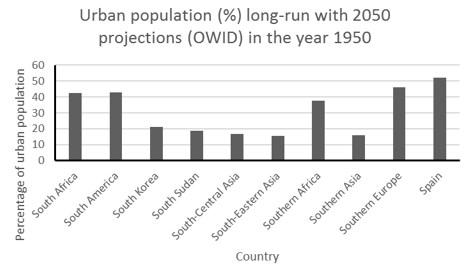 Urban population (%) long-run with 2050
projections (OWID) in the year 1950
Percentage of urban population
60
50
40
30
20
10
0
South Africa
South America
South Korea
South Sudan
South-Central Asia
South-Eastern Asia
Southern Africa
Southern Asia
Southern Europe
Spain
Country